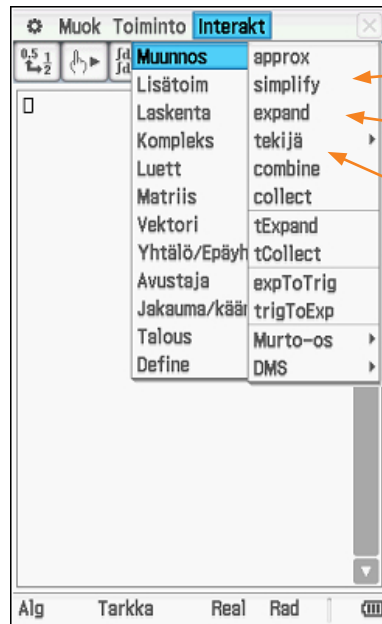 Muok Toiminto Interakt
0.5 1 2
Muunnos
Lisätoim
Laskenta
Kompleks
Luett
Matriis
Vektori
Yhtälö/Epäyh
Avustaja
Jakauma/kään
Talous
Define
approx
simplify
expand
tekijä
combine
collect
tExpand
tCollect
expToTrig
trigToExp
Murto-os
DMS
Alg Tarkka Real Rad